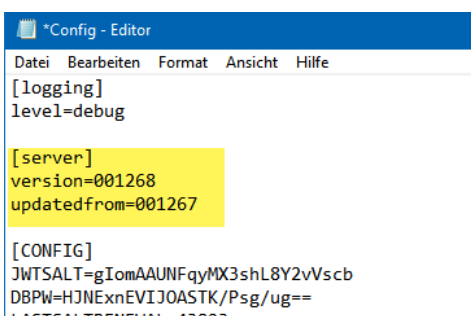 *Config - Editor
Datei Bearbeiten Format Ansicht Hilfe
[logging]
level=debug
[server]
version=001268
updatedfrom=001267
[CONFIG]
JWTSALT=gIomAAUNFqyMX3shL8Y2vVscb
DBPW=HJNExnEVIJOASTK/Psg/ug==